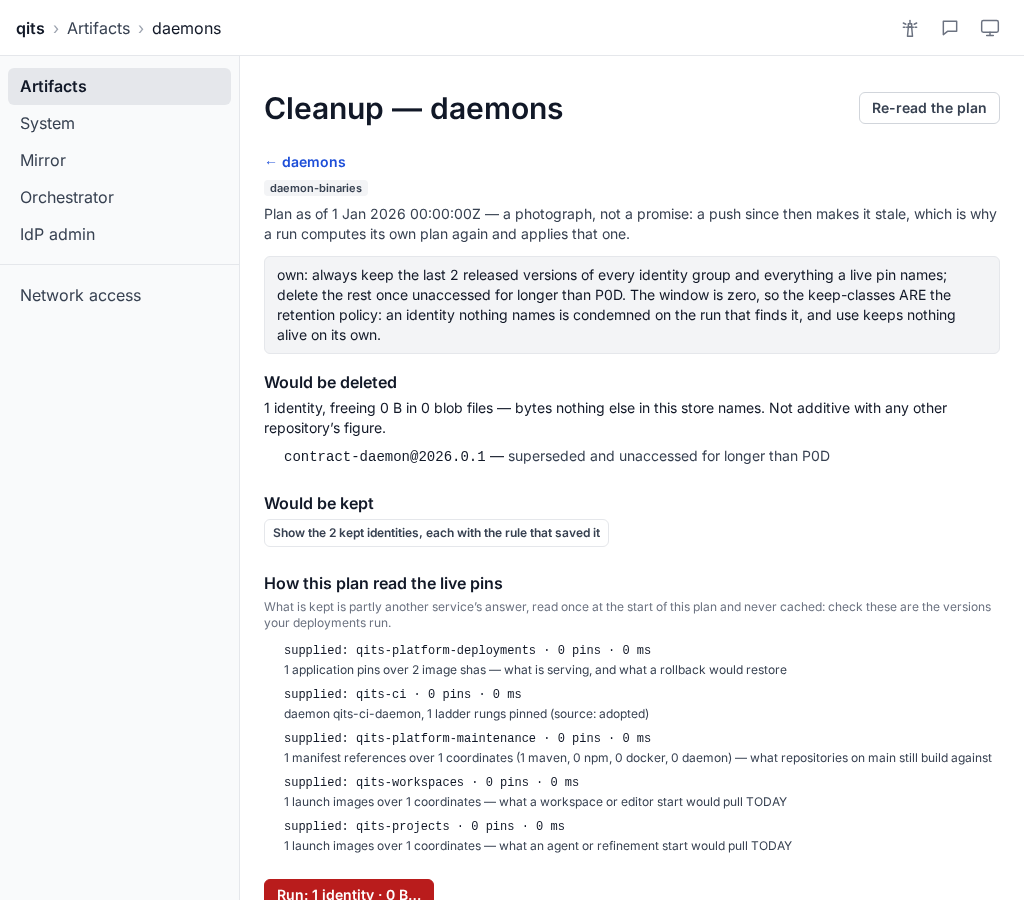 qits › Artifacts › daemons
Artifacts
System
Mirror
Orchestrator
IdP admin
Network access
Cleanup — daemons
Re-read the plan
← daemons
daemon-binaries
Plan as of 1 Jan 2026 00:00:00Z — a photograph, not a promise: a push since then makes it stale, which is why
a run computes its own plan again and applies that one.
own: always keep the last 2 released versions of every identity group and everything a live pin names;
delete the rest once unaccessed for longer than P0D. The window is zero, so the keep-classes ARE the
retention policy: an identity nothing names is condemned on the run that finds it, and use keeps nothing
alive on its own.
Would be deleted
1 identity, freeing 0 B in 0 blob files — bytes nothing else in this store names. Not additive with any other
repository’s figure.
contract-daemon@2026.0.1 — superseded and unaccessed for longer than P0D
Would be kept
Show the 2 kept identities, each with the rule that saved it
How this plan read the live pins
What is kept is partly another service’s answer, read once at the start of this plan and never cached: check these are the versions
your deployments run.
supplied: qits-platform-deployments · 0 pins · 0 ms
1 application pins over 2 image shas — what is serving, and what a rollback would restore
supplied: qits-ci · 0 pins · 0 ms
daemon qits-ci-daemon, 1 ladder rungs pinned (source: adopted)
supplied: qits-platform-maintenance · 0 pins · 0 ms
1 manifest references over 1 coordinates (1 maven, 0 npm, 0 docker, 0 daemon) — what repositories on main still build against
supplied: qits-workspaces · 0 pins · 0 ms
1 launch images over 1 coordinates — what a workspace or editor start would pull TODAY
supplied: qits-projects · 0 pins · 0 ms
1 launch images over 1 coordinates — what an agent or refinement start would pull TODAY
Run: 1 identity · 0 B…